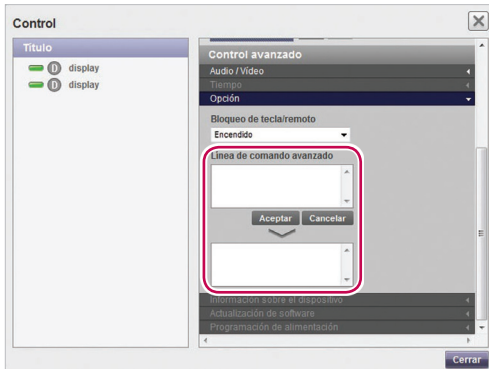 Control
Título
D display
D display
Control avanzado
Audio / Vídeo
Tiempo
Opción
Bloqueo de tecla/remoto
Encendido
Línea de comando avanzado
Aceptar Cancelar
Información sobre el dispositivo
Actualización de software
Programación de alimentación
Cerrar